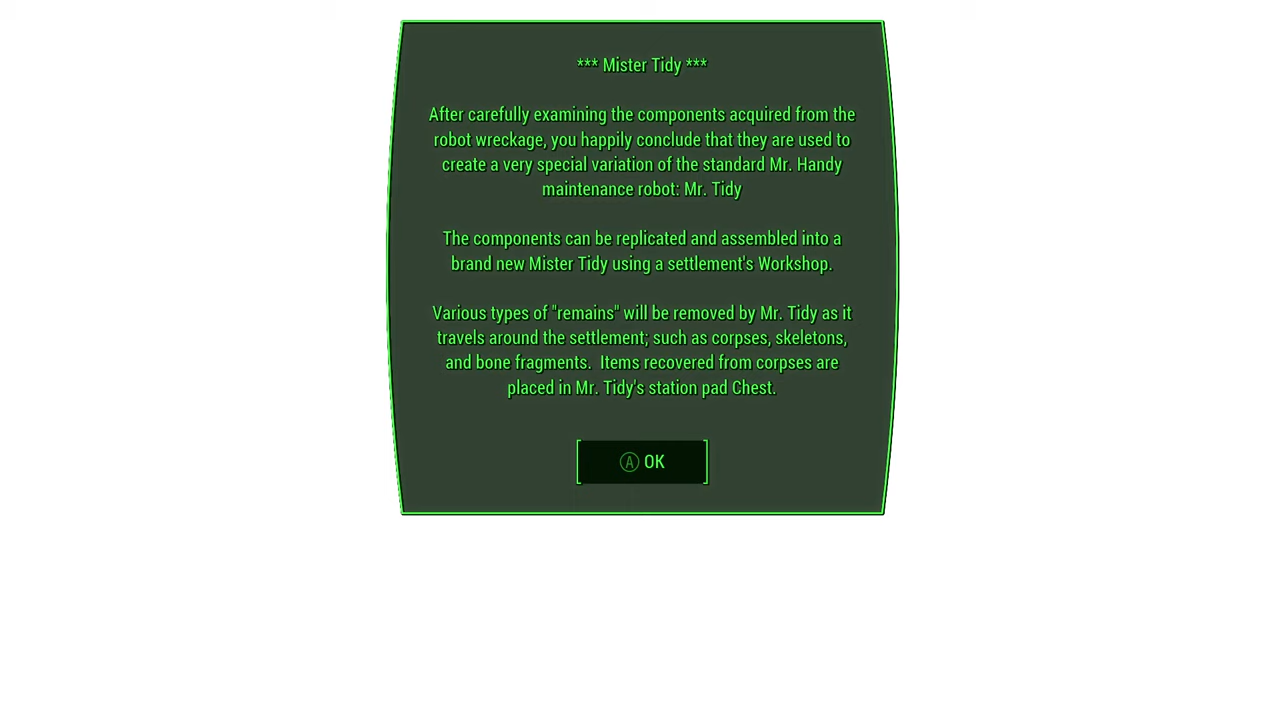 *** Mister Tidy ***
After carefully examining the components acquired from the
robot wreckage, you happily conclude that they are used to
create a very special variation of the standard Mr. Handy
maintenance robot: Mr. Tidy
The components can be replicated and assembled into a
brand new Mister Tidy using a settlement's Workshop.
Various types of "remains" will be removed by Mr. Tidy as it
travels around the settlement; such as corpses, skeletons,
and bone fragments.  Items recovered from corpses are
placed in Mr. Tidy's station pad Chest.
Ⓐ OK